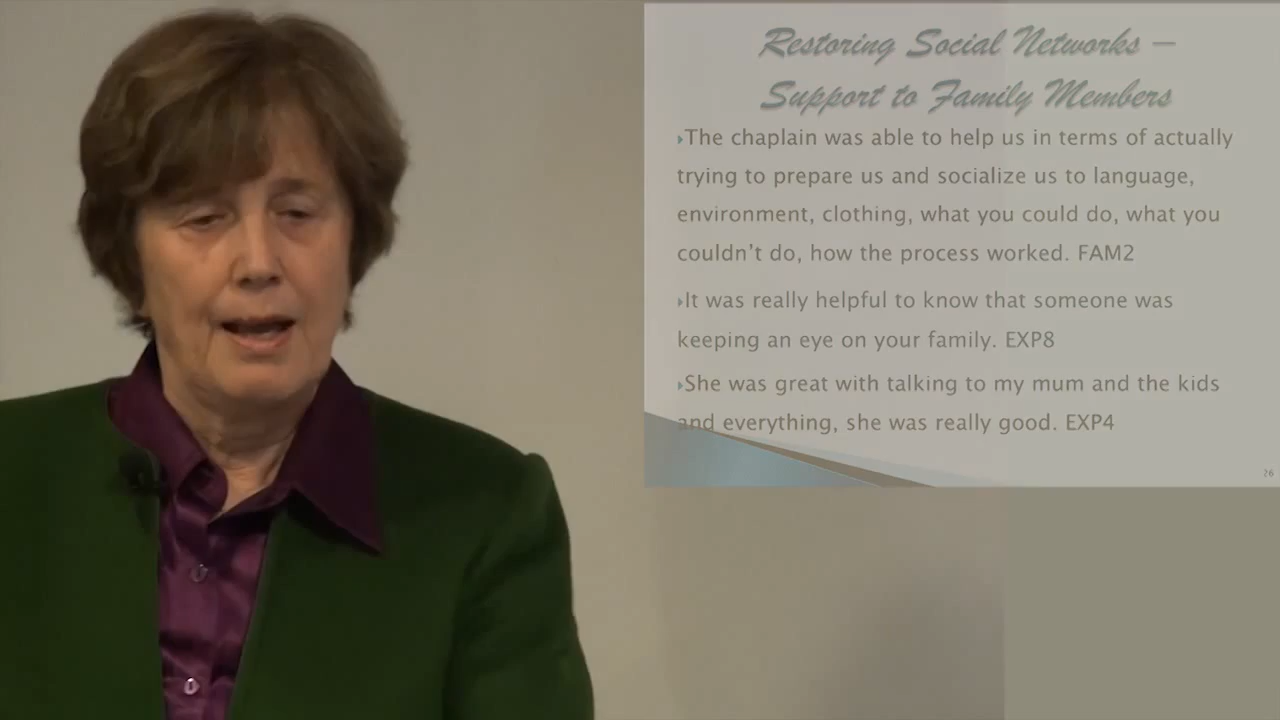 Restoring Social Networks –
Support to Family Members
The chaplain was able to help us in terms of actually
trying to prepare us and socialize us to language,
environment, clothing, what you could do, what you
couldn't do, how the process worked. FAM2
It was really helpful to know that someone was
keeping an eye on your family. EXP8
She was great with talking to my mum and the kids
and everything, she was really good. EXP4
26